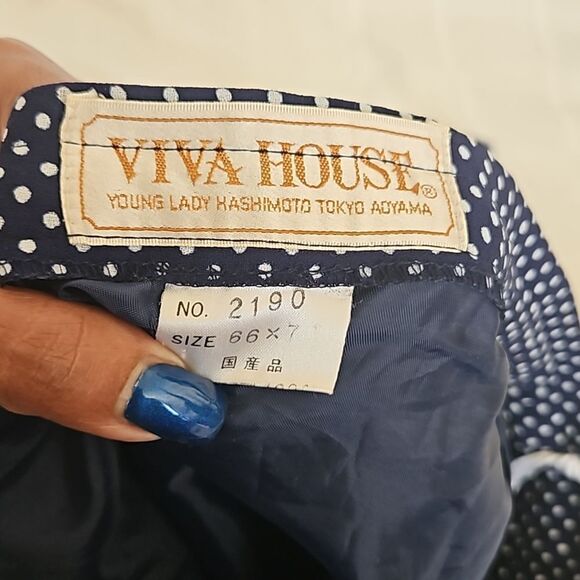 VIVA HOUSE®
YOUNG LADY HASHIMOTO TOKYO AOYAMA
NO. 2190
SIZE 66×7
国産品